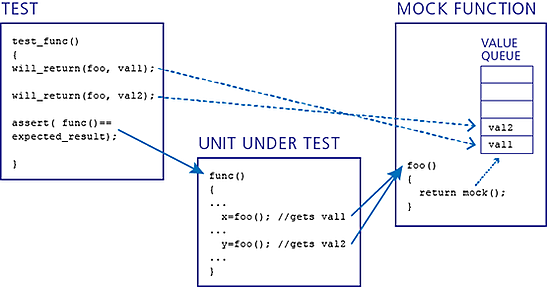 TEST
test_func()
{
will_return(foo, val1);
will_return(foo, val2);
assert( func()==
expected_result);
}
UNIT UNDER TEST
func()
{
...
x=foo(); //gets val1
...
y=foo(); //gets val2
...
}
MOCK FUNCTION
VALUE
QUEUE
val2
val1
foo()
{
return mock();
}